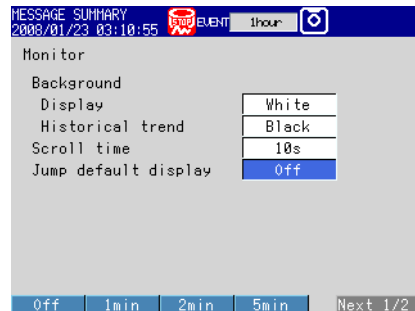 MESSAGE SUMMARY
2008/01/23 03:10:55 STOP EVENT 1hour
Monitor
Background
Display White
Historical trend Black
Scroll time 10s
Jump default display Off
Off 1min 2min 5min Next 1/2